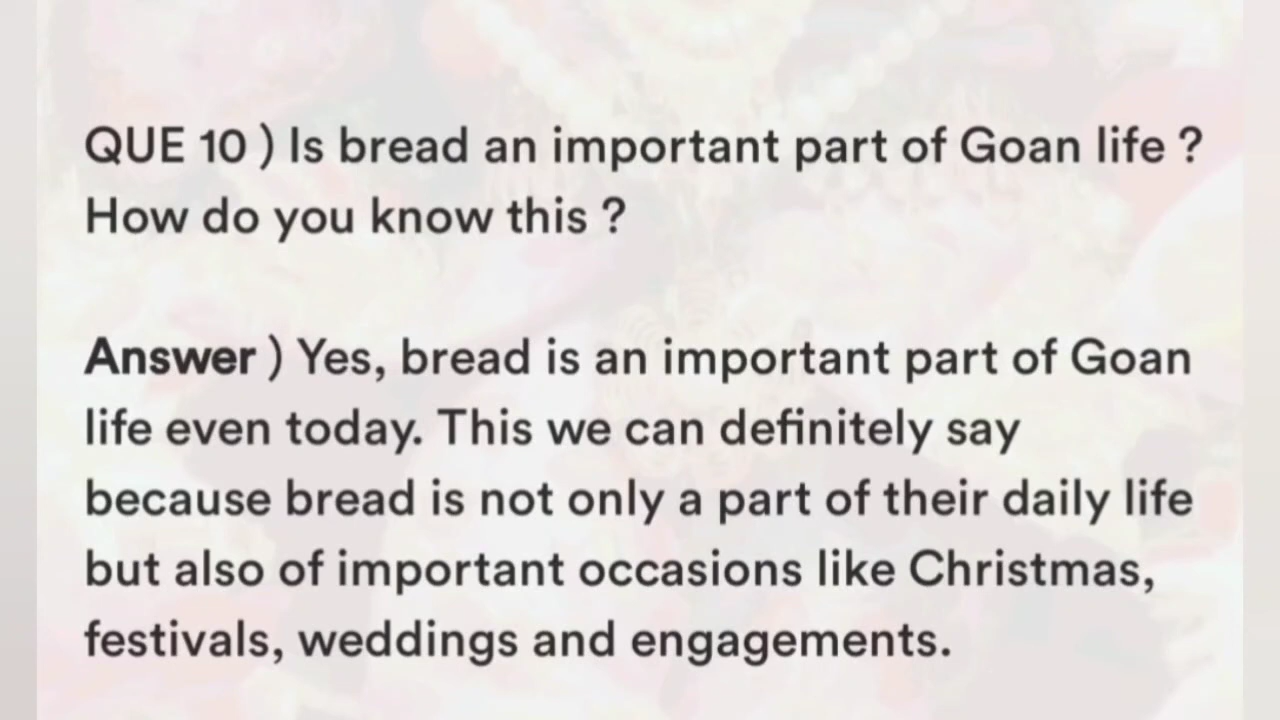 QUE 10 ) Is bread an important part of Goan life ?
How do you know this ?
Answer ) Yes, bread is an important part of Goan
life even today. This we can definitely say
because bread is not only a part of their daily life
but also of important occasions like Christmas,
festivals, weddings and engagements.